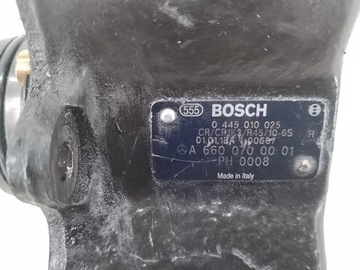 555 BOSCH
0 445 010 025
CR/CP1K3/R45/10-6S
R
A 660 070 00 01
PH 0008
Made in Italy